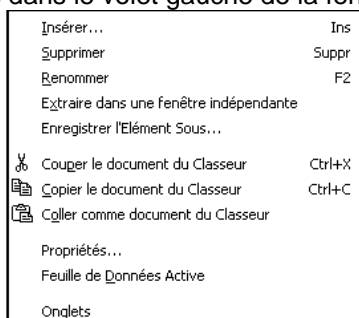 dans le volet gauche de la fen
Insérer... Ins
Supprimer Suppr
Renommer F2
Extraire dans une fenêtre indépendante
Enregistrer l'Elément Sous...
Couper le document du Classeur Ctrl+X
Copier le document du Classeur Ctrl+C
Coller comme document du Classeur
Propriétés...
Feuille de Données Active
Onglets